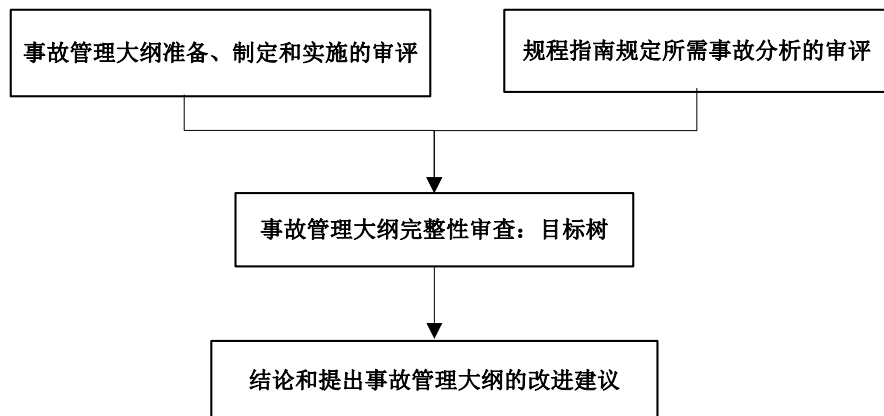 事故管理大纲准备、制定和实施的审评
规程指南规定所需事故分析的审评
事故管理大纲完整性审查：目标树
结论和提出事故管理大纲的改进建议